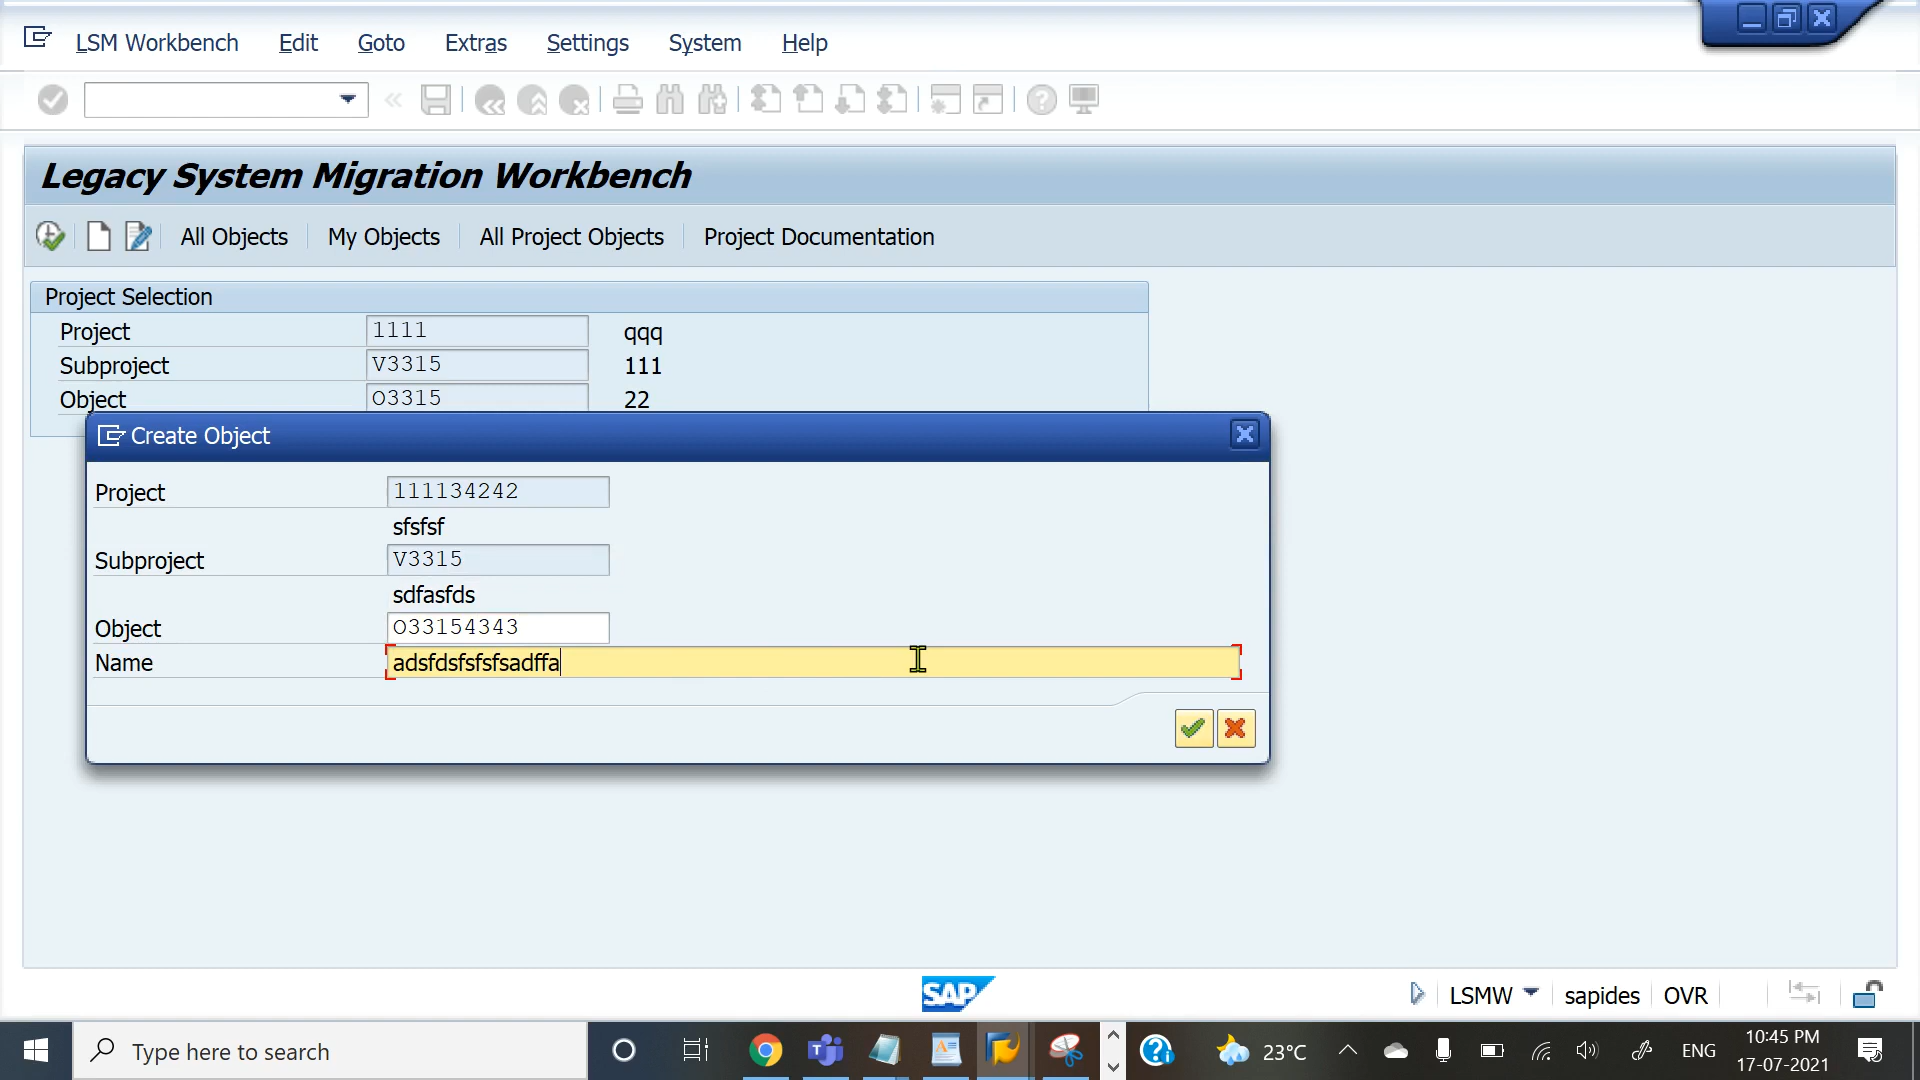 LSM Workbench Edit Goto Extras Settings System Help
Legacy System Migration Workbench
All Objects My Objects All Project Objects Project Documentation
Project Selection
Project 1111 qqq
Subproject V3315 111
Object O3315 22
Create Object
Project 111134242
sfsfsf
Subproject V3315
sdfasfds
Object O33154343
Name adsfdsfsfsfsadffa
SAP LSMW sapides OVR
Type here to search 23°C ENG 10:45 PM
17-07-2021